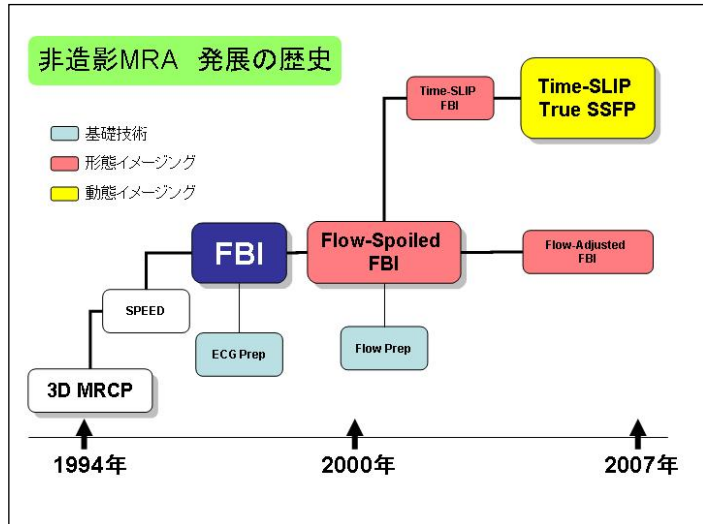 非造影MRA 発展の歴史
Time-SLIP
FBI
Time-SLIP
True SSFP
基礎技術
形態イメージング
動態イメージング
FBI
Flow-Spoiled
FBI
Flow-Adjusted
FBI
SPEED
ECG Prep
Flow Prep
3D MRCP
1994年
2000年
2007年